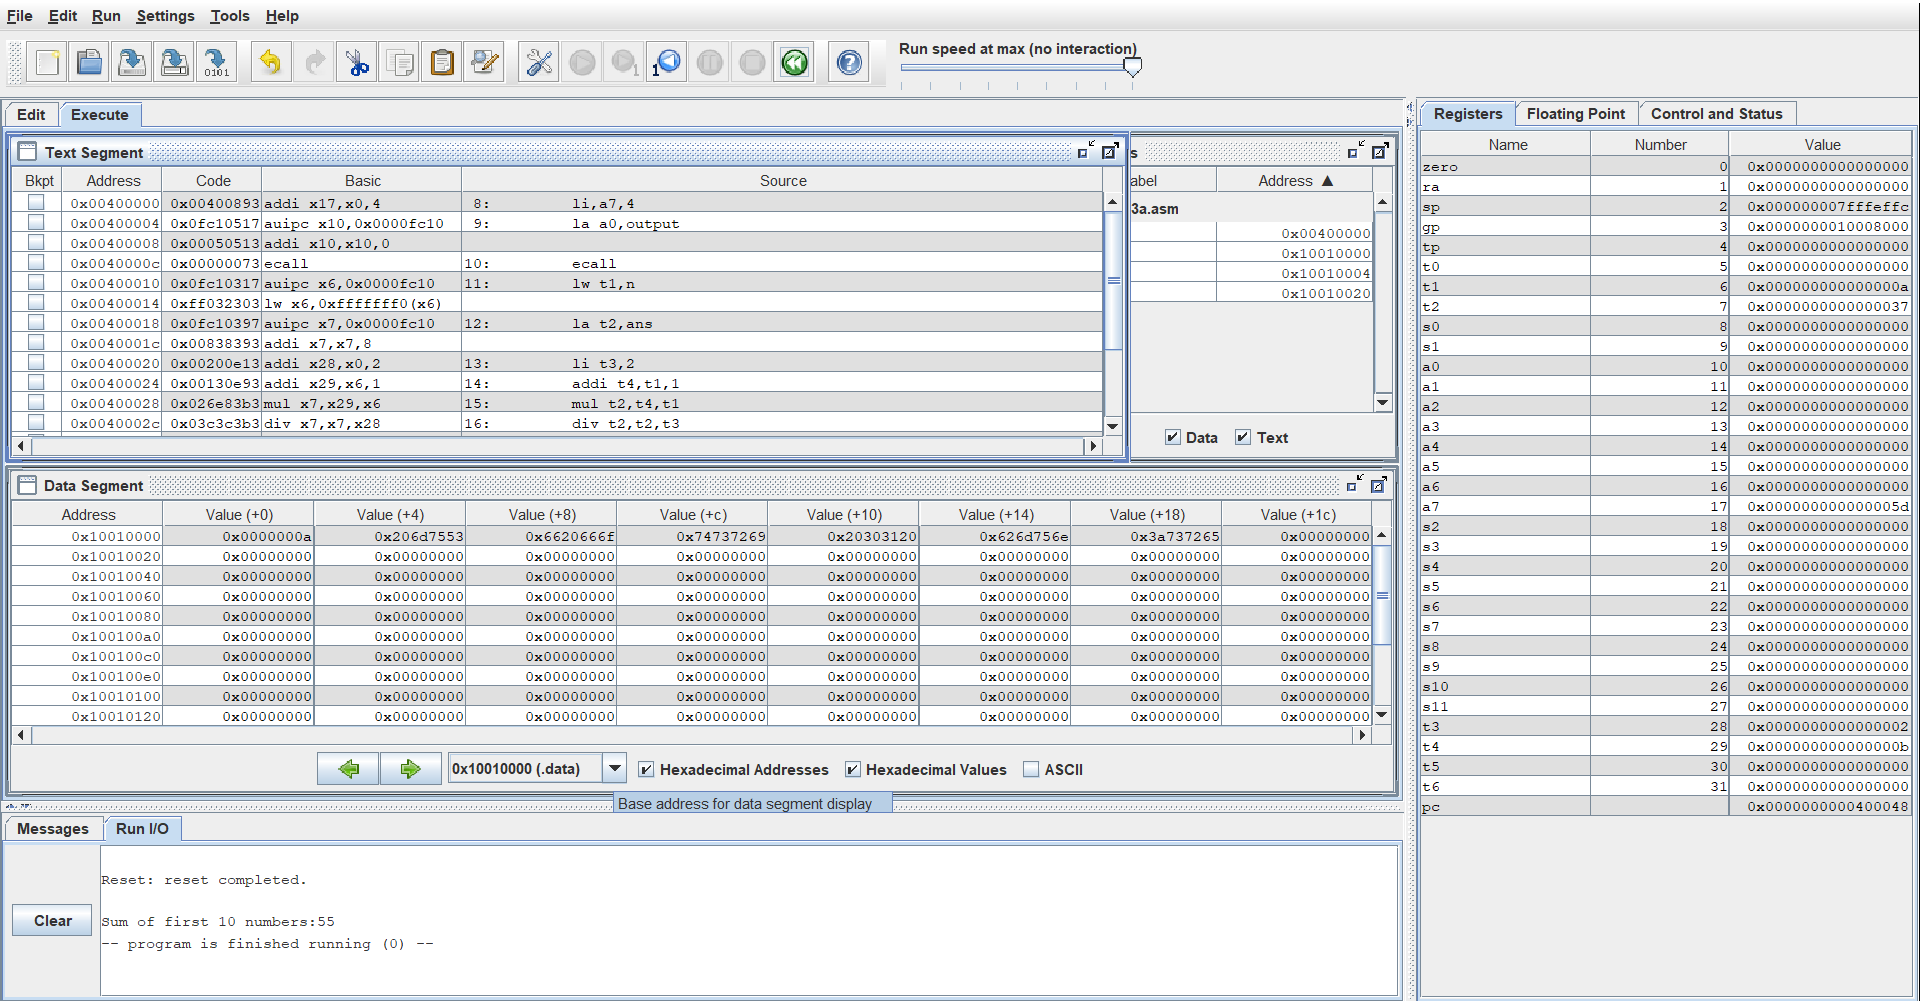 File Edit Run Settings Tools Help
0101
1
1
Run speed at max (no interaction)
Edit Execute
Text Segment
Bkpt Address Code Basic Source
0x00400000 0x00400893 addi x17,x0,4 8: li,a7,4
0x00400004 0x0fc10517 auipc x10,0x0000fc10 9: la a0,output
0x00400008 0x00050513 addi x10,x10,0
0x0040000c 0x00000073 ecall 10: ecall
0x00400010 0x0fc10317 auipc x6,0x0000fc10 11: lw t1,n
0x00400014 0xff032303 lw x6,0xfffffff0(x6)
0x00400018 0x0fc10397 auipc x7,0x0000fc10 12: la t2,ans
0x0040001c 0x00838393 addi x7,x7,8
0x00400020 0x00200e13 addi x28,x0,2 13: li t3,2
0x00400024 0x00130e93 addi x29,x6,1 14: addi t4,t1,1
0x00400028 0x026e83b3 mul x7,x29,x6 15: mul t2,t4,t1
0x0040002c 0x03c3c3b3 div x7,x7,x28 16: div t2,t2,t3
s
abel Address ▲
3a.asm
0x00400000
0x10010000
0x10010004
0x10010020
Data Text
Data Segment
Address Value (+0) Value (+4) Value (+8) Value (+c) Value (+10) Value (+14) Value (+18) Value (+1c)
0x10010000 0x0000000a 0x206d7553 0x6620666f 0x74737269 0x20303120 0x626d756e 0x3a737265 0x00000000
0x10010020 0x00000000 0x00000000 0x00000000 0x00000000 0x00000000 0x00000000 0x00000000 0x00000000
0x10010040 0x00000000 0x00000000 0x00000000 0x00000000 0x00000000 0x00000000 0x00000000 0x00000000
0x10010060 0x00000000 0x00000000 0x00000000 0x00000000 0x00000000 0x00000000 0x00000000 0x00000000
0x10010080 0x00000000 0x00000000 0x00000000 0x00000000 0x00000000 0x00000000 0x00000000 0x00000000
0x100100a0 0x00000000 0x00000000 0x00000000 0x00000000 0x00000000 0x00000000 0x00000000 0x00000000
0x100100c0 0x00000000 0x00000000 0x00000000 0x00000000 0x00000000 0x00000000 0x00000000 0x00000000
0x100100e0 0x00000000 0x00000000 0x00000000 0x00000000 0x00000000 0x00000000 0x00000000 0x00000000
0x10010100 0x00000000 0x00000000 0x00000000 0x00000000 0x00000000 0x00000000 0x00000000 0x00000000
0x10010120 0x00000000 0x00000000 0x00000000 0x00000000 0x00000000 0x00000000 0x00000000 0x00000000
0x10010000 (.data) Hexadecimal Addresses Hexadecimal Values ASCII
Base address for data segment display
Messages Run I/O
Clear
Reset: reset completed.
Sum of first 10 numbers:55
-- program is finished running (0) --
Registers Floating Point Control and Status
Name Number Value
zero 0 0x0000000000000000
ra 1 0x0000000000000000
sp 2 0x000000007fffeffc
gp 3 0x0000000010008000
tp 4 0x0000000000000000
t0 5 0x0000000000000000
t1 6 0x000000000000000a
t2 7 0x0000000000000037
s0 8 0x0000000000000000
s1 9 0x0000000000000000
a0 10 0x0000000000000000
a1 11 0x0000000000000000
a2 12 0x0000000000000000
a3 13 0x0000000000000000
a4 14 0x0000000000000000
a5 15 0x0000000000000000
a6 16 0x0000000000000000
a7 17 0x000000000000005d
s2 18 0x0000000000000000
s3 19 0x0000000000000000
s4 20 0x0000000000000000
s5 21 0x0000000000000000
s6 22 0x0000000000000000
s7 23 0x0000000000000000
s8 24 0x0000000000000000
s9 25 0x0000000000000000
s10 26 0x0000000000000000
s11 27 0x0000000000000000
t3 28 0x0000000000000002
t4 29 0x000000000000000b
t5 30 0x0000000000000000
t6 31 0x0000000000000000
pc 0x0000000000400048